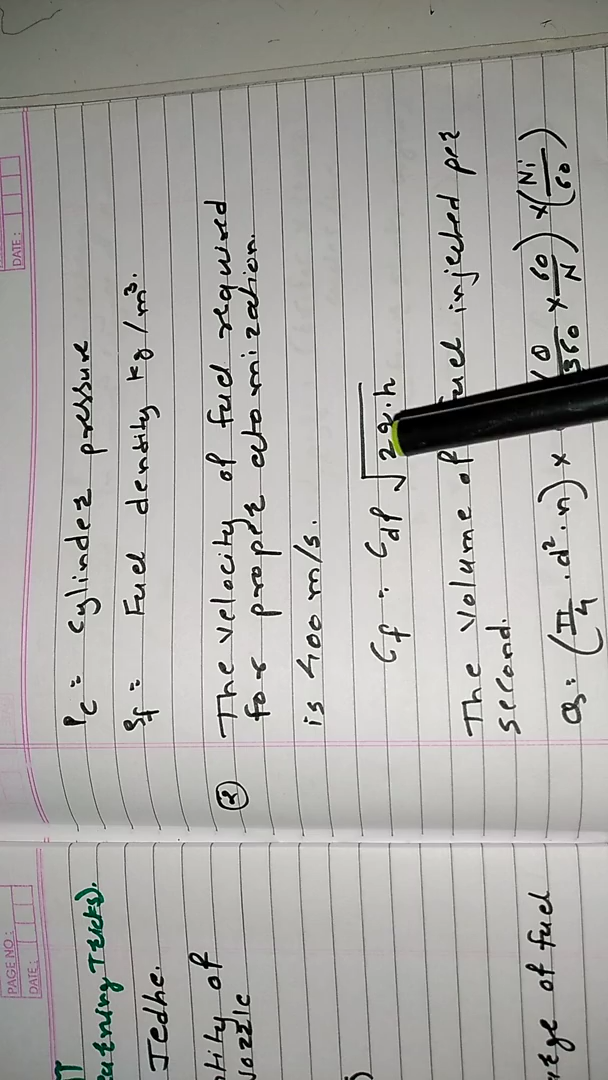 DATE:
Pc = Cylinder pressure
ρf = Fuel density kg/m³.
② The velocity of fuel required
for proper atomization.
is 400 m/s.
Cf = Cdf √2g.h
The volume of fuel injected per
second.
Q = (π/4 . d² . n) × θ/360 × 60/N) × (Ni/60)
PAGE NO.:
DATE:
Jedhe.
of
of fuel